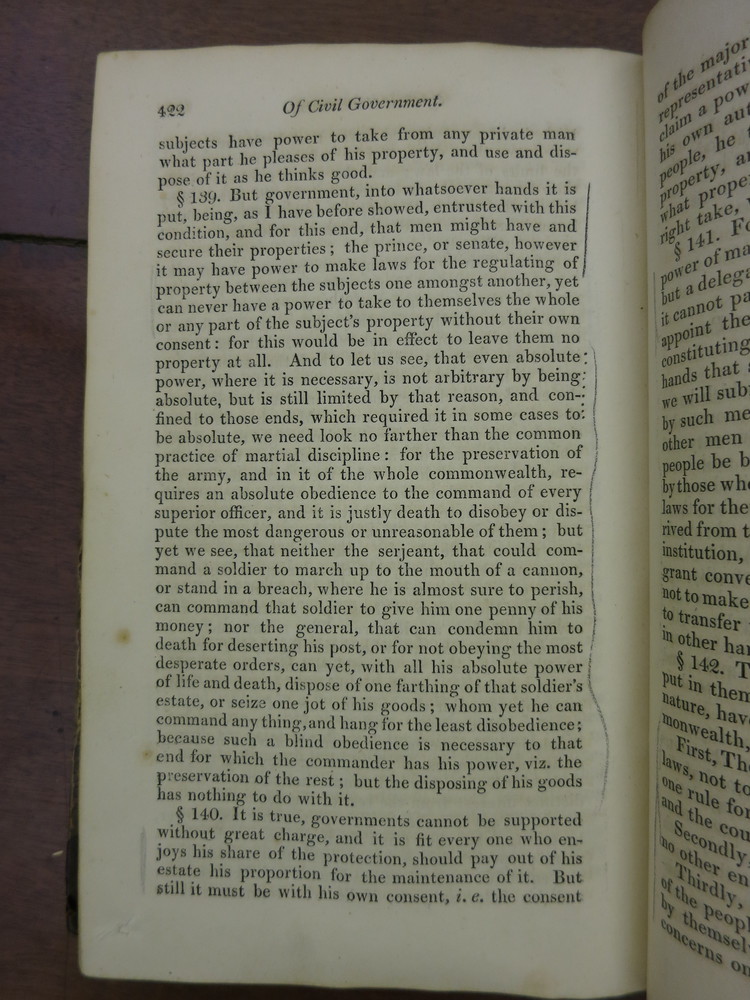 422 Of Civil Government.
subjects have power to take from any private man
what part he pleases of his property, and use and dis-
pose of it as he thinks good.
§ 139. But government, into whatsoever hands it is
put, being, as I have before showed, entrusted with this
condition, and for this end, that men might have and
secure their properties; the prince, or senate, however
it may have power to make laws for the regulating of
property between the subjects one amongst another, yet
can never have a power to take to themselves the whole
or any part of the subject's property without their own
consent: for this would be in effect to leave them no
property at all. And to let us see, that even absolute
power, where it is necessary, is not arbitrary by being
absolute, but is still limited by that reason, and con-
fined to those ends, which required it in some cases to
be absolute, we need look no farther than the common
practice of martial discipline: for the preservation of
the army, and in it of the whole commonwealth, re-
quires an absolute obedience to the command of every
superior officer, and it is justly death to disobey or dis-
pute the most dangerous or unreasonable of them; but
yet we see, that neither the serjeant, that could com-
mand a soldier to march up to the mouth of a cannon,
or stand in a breach, where he is almost sure to perish,
can command that soldier to give him one penny of his
money; nor the general, that can condemn him to
death for deserting his post, or for not obeying the most
desperate orders, can yet, with all his absolute power
of life and death, dispose of one farthing of that soldier's
estate, or seize one jot of his goods; whom yet he can
command any thing, and hang for the least disobedience;
because such a blind obedience is necessary to that
end for which the commander has his power, viz. the
preservation of the rest; but the disposing of his goods
has nothing to do with it.
§ 140. It is true, governments cannot be supported
without great charge, and it is fit every one who en-
joys his share of the protection, should pay out of his
estate his proportion for the maintenance of it. But
still it must be with his own consent, i. e. the consent
of the major
representati
claim a pow
his own aut
people, he
property, a
what prope
right take,
§ 141. Fo
power of ma
but a delega
it cannot pa
appoint the
constituting
hands that
we will sub
by such me
other men
people be b
by those who
laws for the
rived from t
institution,
grant conve
not to make
to transfer
in other han
§ 142. T
put in them
nature, hav
monwealth,
First, The
laws, not to
one rule for
and the cou
Secondly,
no other en
Thirdly,
of the peopl
by themsel
concerns on